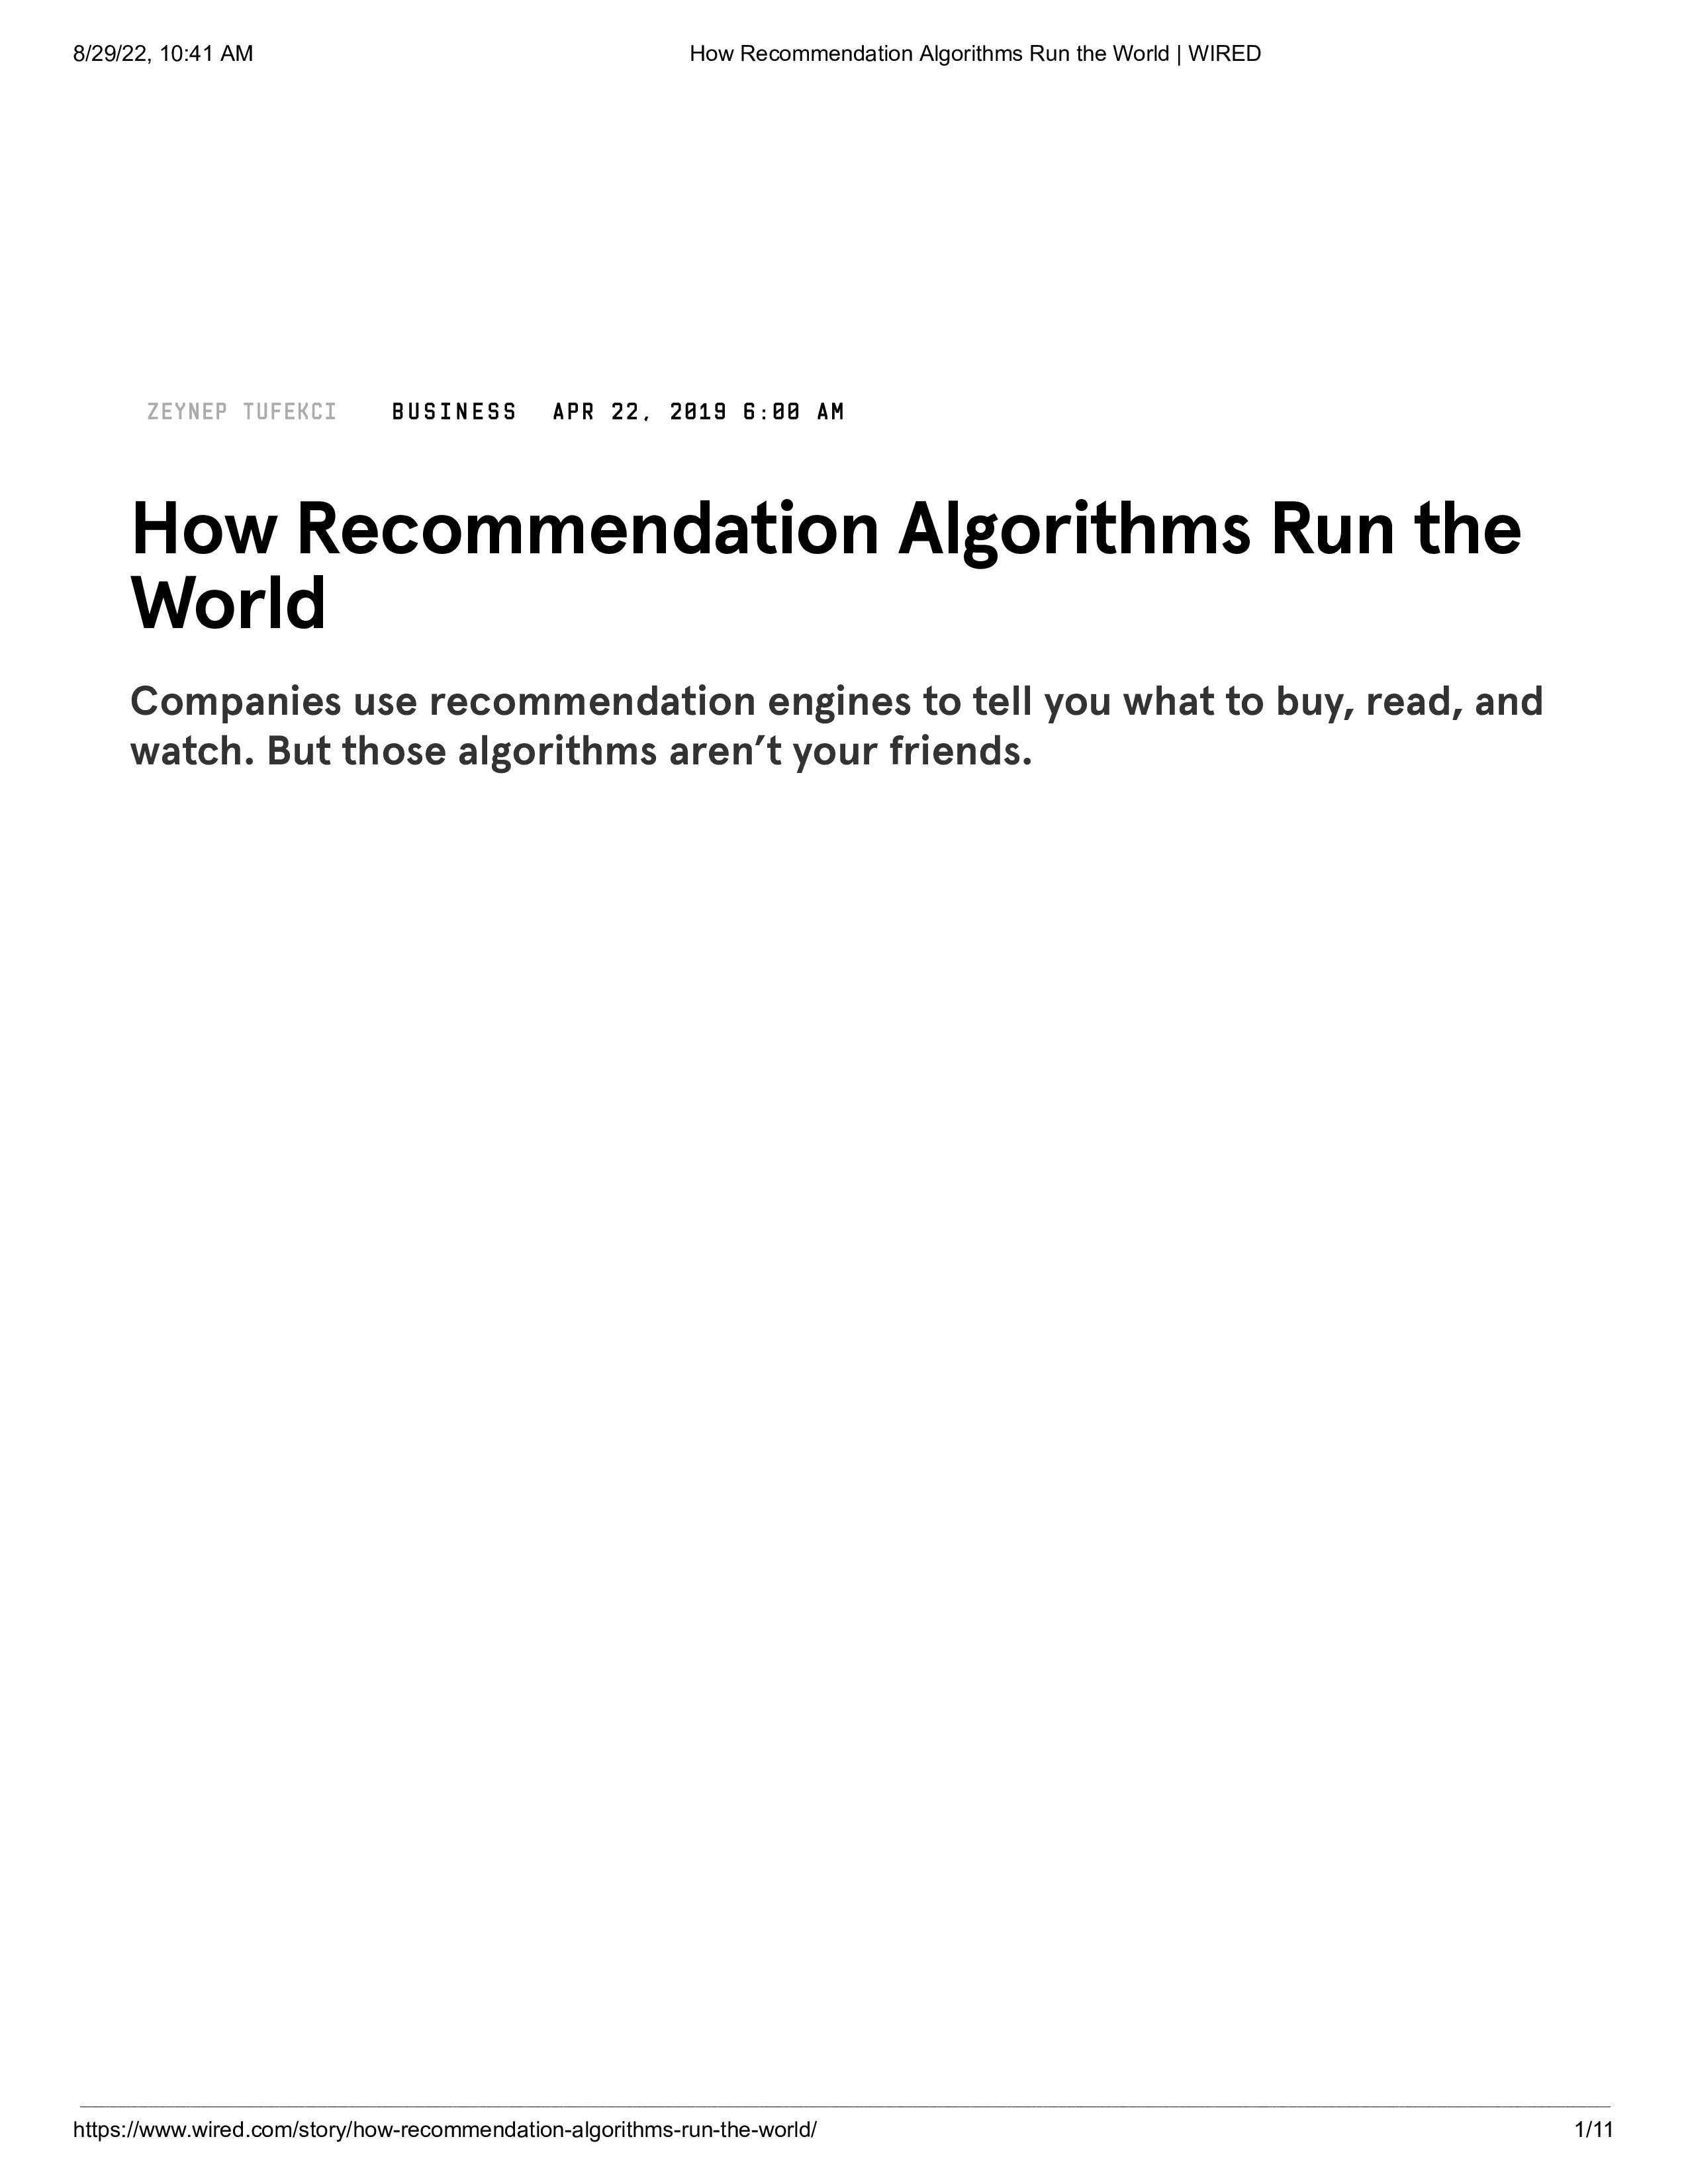 8/29/22, 10:41 AM How Recommendation Algorithms Run the World | WIRED
ZEYNEP TUFEKCI BUSINESS APR 22, 2019 6:00 AM
How Recommendation Algorithms Run the
World
Companies use recommendation engines to tell you what to buy, read, and
watch. But those algorithms aren’t your friends.
https://www.wired.com/story/how-recommendation-algorithms-run-the-world/ 1/11